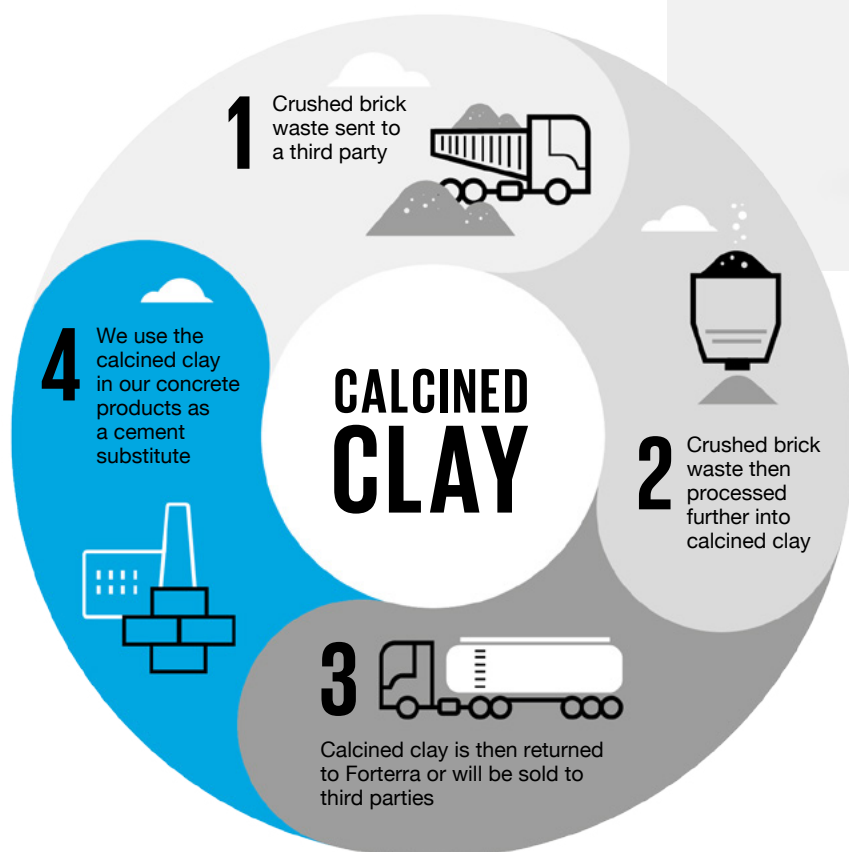 1
Crushed brick
waste sent to
a third party
2
Crushed brick
waste then
processed
further into
calcined clay
3
Calcined clay is then returned
to Forterra or will be sold to
third parties
4
We use the
calcined clay
in our concrete
products as
a cement
substitute
CALCINED
CLAY